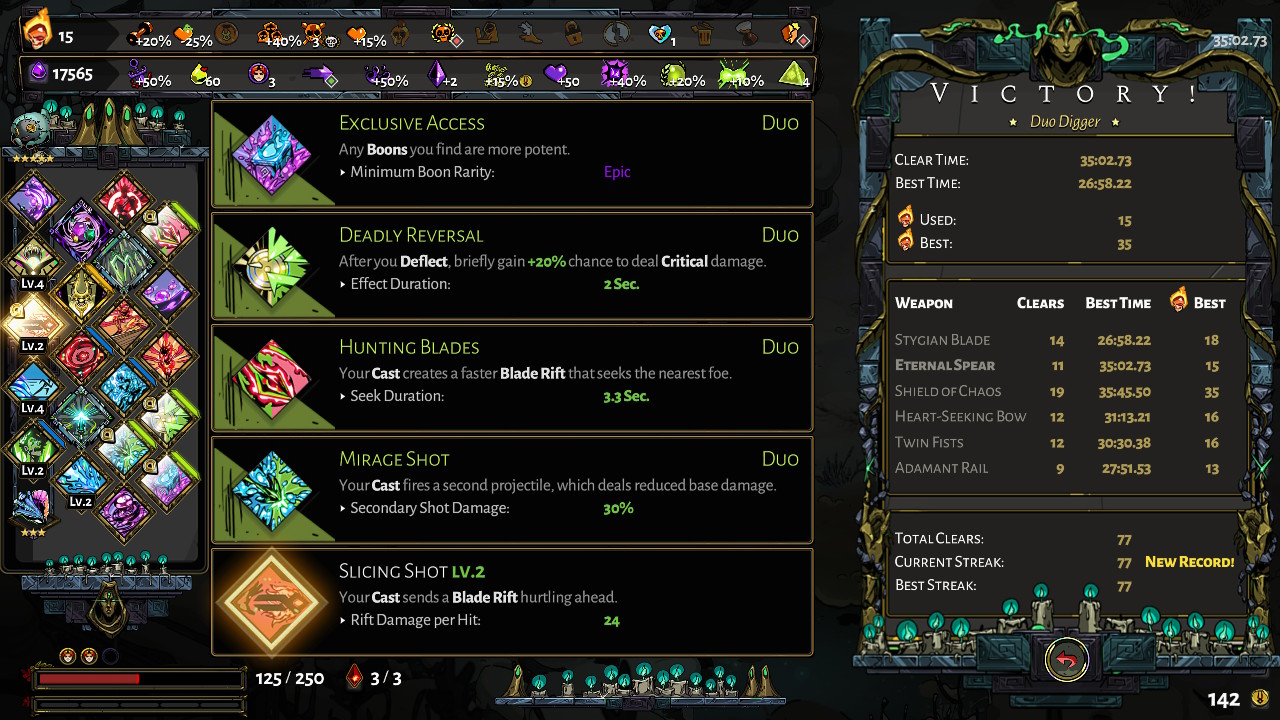 15
+20%
-25%
+40%
3
+15%
1
17565
+50%
60
3
+50%
+2
+15%
+50
+40%
+20%
+10%
4
Lv.4
Lv.2
Lv.4
Lv.2
Lv.2
Exclusive Access Duo
Any Boons you find are more potent.
‣ Minimum Boon Rarity: Epic
Deadly Reversal Duo
After you Deflect, briefly gain +20% chance to deal Critical damage.
‣ Effect Duration: 2 Sec.
Hunting Blades Duo
Your Cast creates a faster Blade Rift that seeks the nearest foe.
‣ Seek Duration: 3.3 Sec.
Mirage Shot Duo
Your Cast fires a second projectile, which deals reduced base damage.
‣ Secondary Shot Damage: 30%
Slicing Shot Lv.2
Your Cast sends a Blade Rift hurtling ahead.
‣ Rift Damage per Hit: 24
125 / 250
3 / 3
35:02.73
Victory!
Duo Digger
Clear Time: 35:02.73
Best Time: 26:58.22
Used: 15
Best: 35
Weapon Clears Best Time Best
Stygian Blade 14 26:58.22 18
Eternal Spear 11 35:02.73 15
Shield of Chaos 19 35:45.50 35
Heart-Seeking Bow 12 31:13.21 16
Twin Fists 12 30:30.38 16
Adamant Rail 9 27:51.53 13
Total Clears: 77
Current Streak: 77 New Record!
Best Streak: 77
142